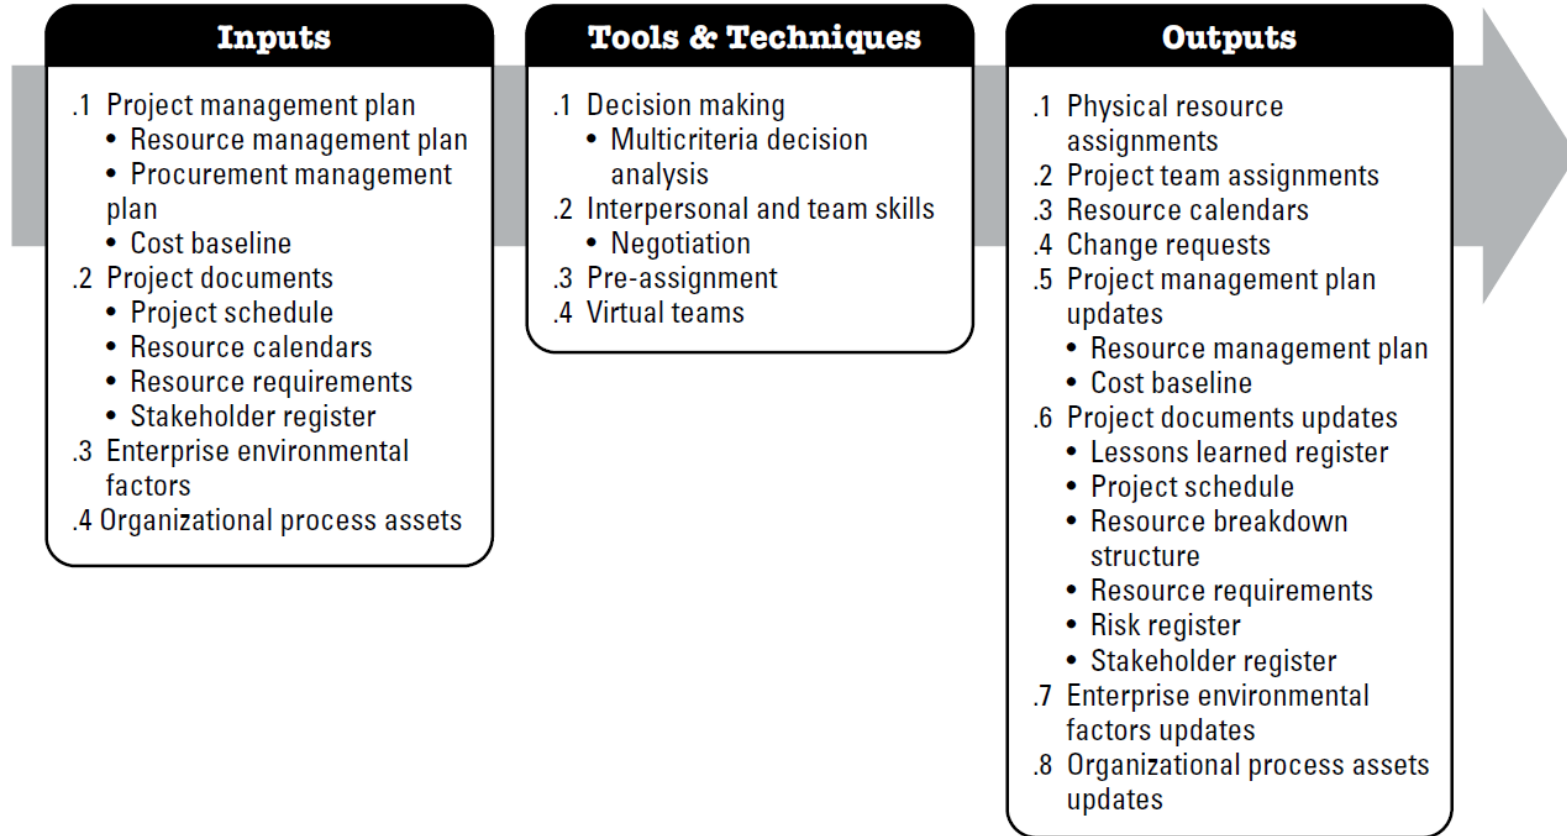 Inputs
.1 Project management plan
• Resource management plan
• Procurement management
plan
• Cost baseline
.2 Project documents
• Project schedule
• Resource calendars
• Resource requirements
• Stakeholder register
.3 Enterprise environmental
factors
.4 Organizational process assets
Tools & Techniques
.1 Decision making
• Multicriteria decision
analysis
.2 Interpersonal and team skills
• Negotiation
.3 Pre-assignment
.4 Virtual teams
Outputs
.1 Physical resource
assignments
.2 Project team assignments
.3 Resource calendars
.4 Change requests
.5 Project management plan
updates
• Resource management plan
• Cost baseline
.6 Project documents updates
• Lessons learned register
• Project schedule
• Resource breakdown
structure
• Resource requirements
• Risk register
• Stakeholder register
.7 Enterprise environmental
factors updates
.8 Organizational process assets
updates